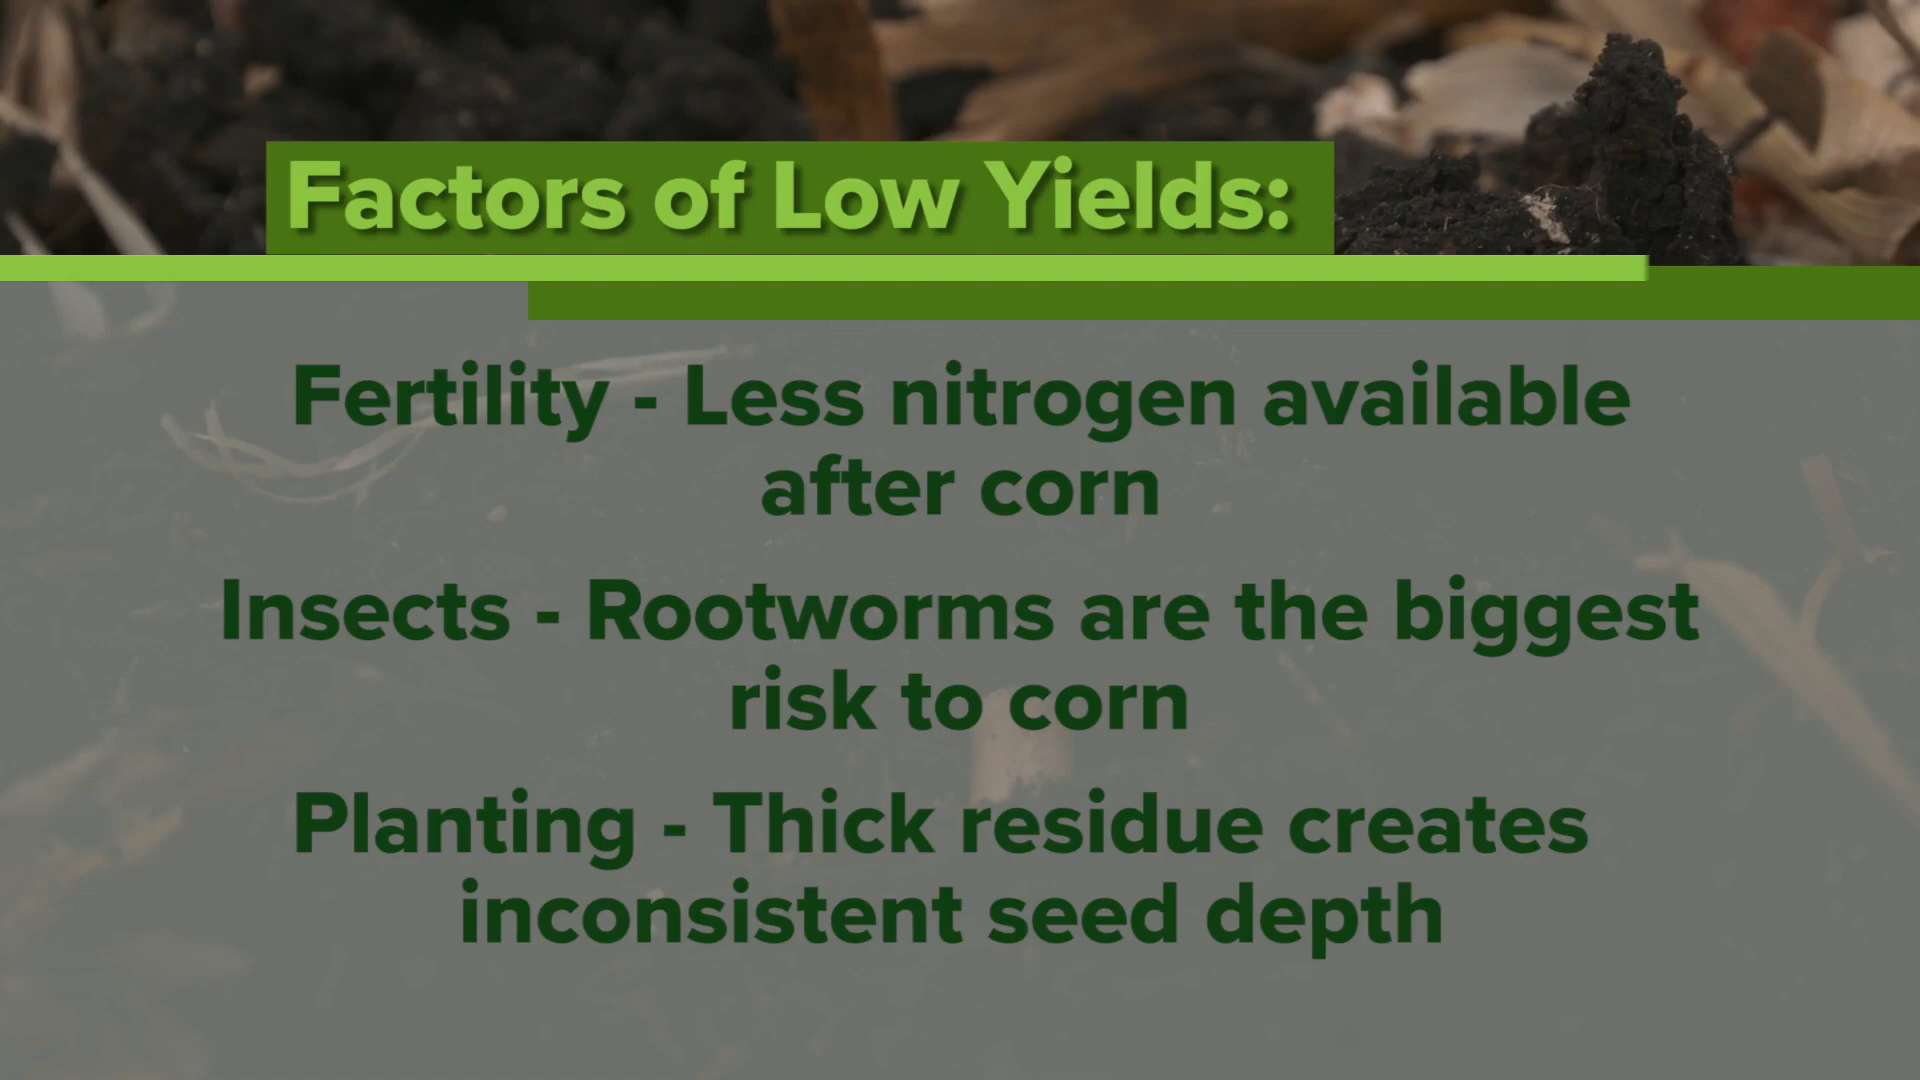 Factors of Low Yields:
Fertility - Less nitrogen available
after corn
Insects - Rootworms are the biggest
risk to corn
Planting - Thick residue creates
inconsistent seed depth